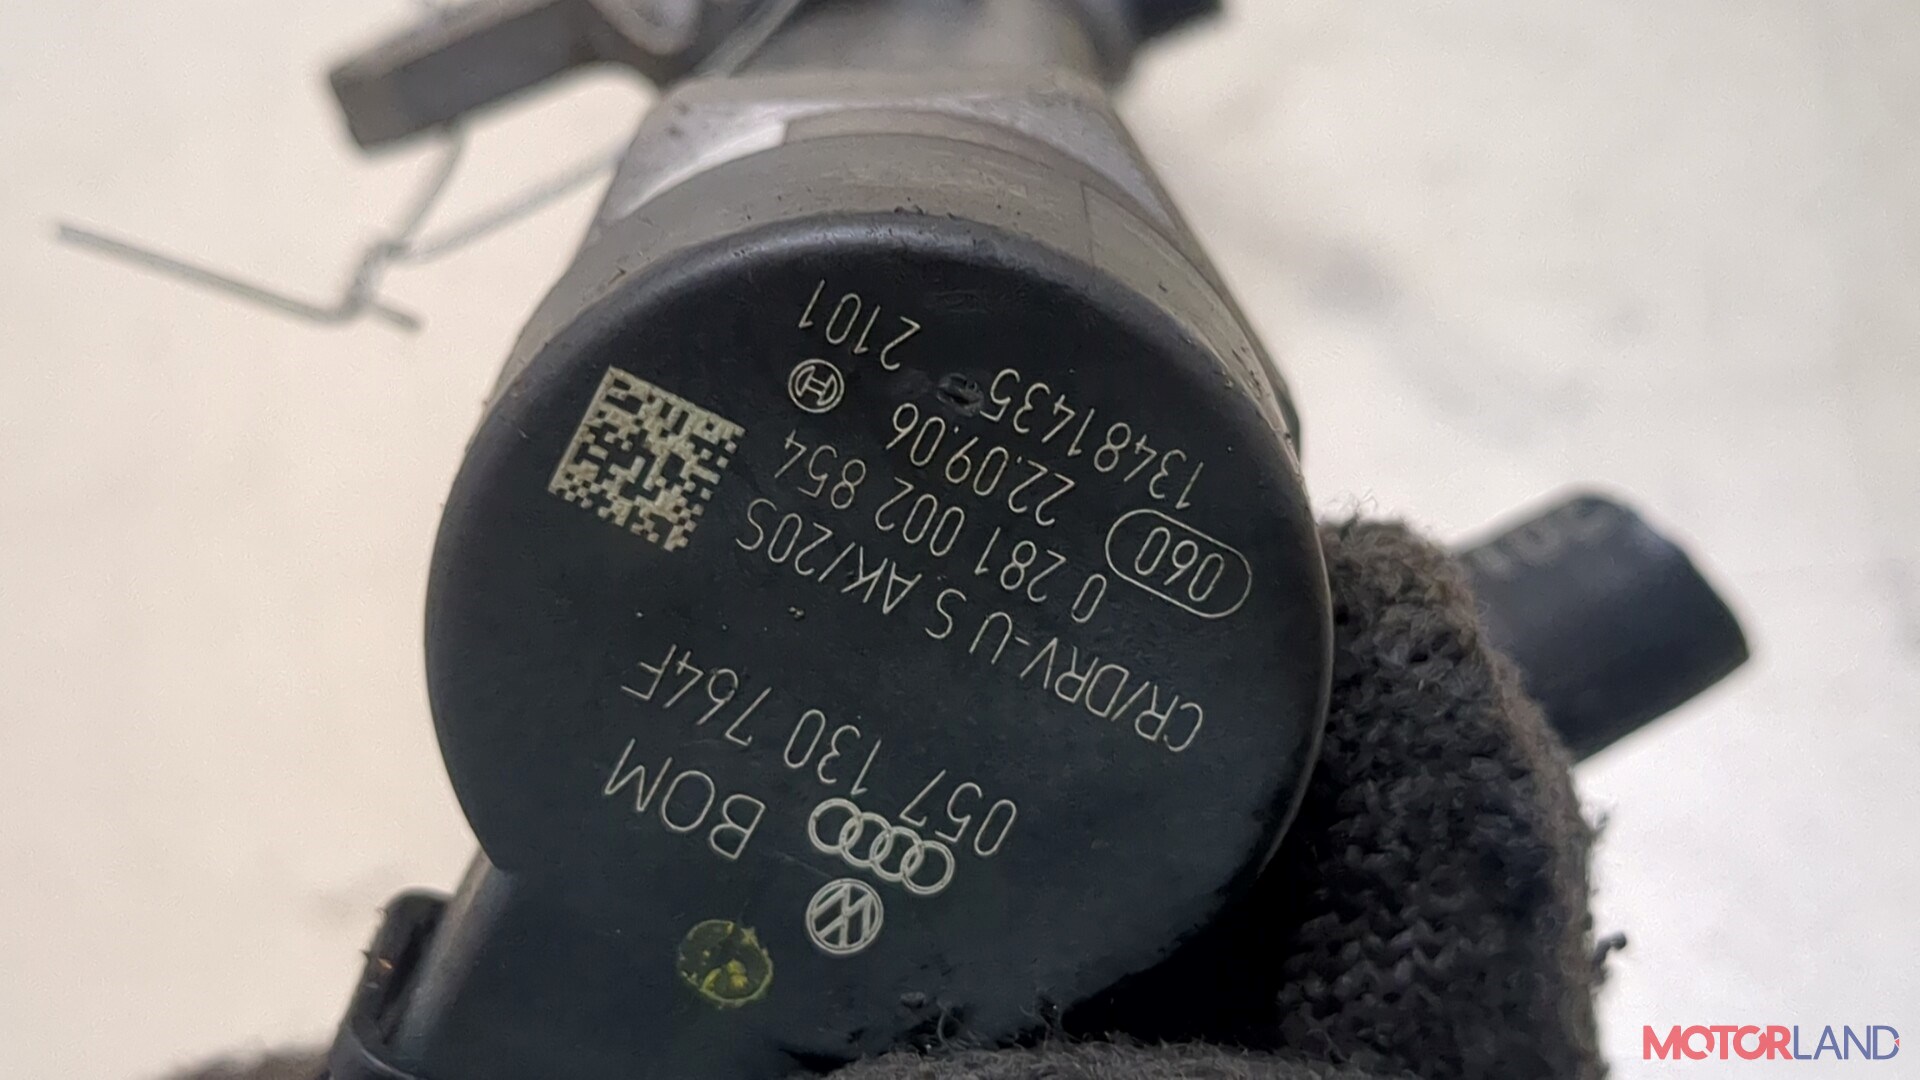 BOM
057 130 764F
CR/DRV-U S AK/20S
0 281 002 854
060
22.09.06
13481435
2101
MOTORLAND